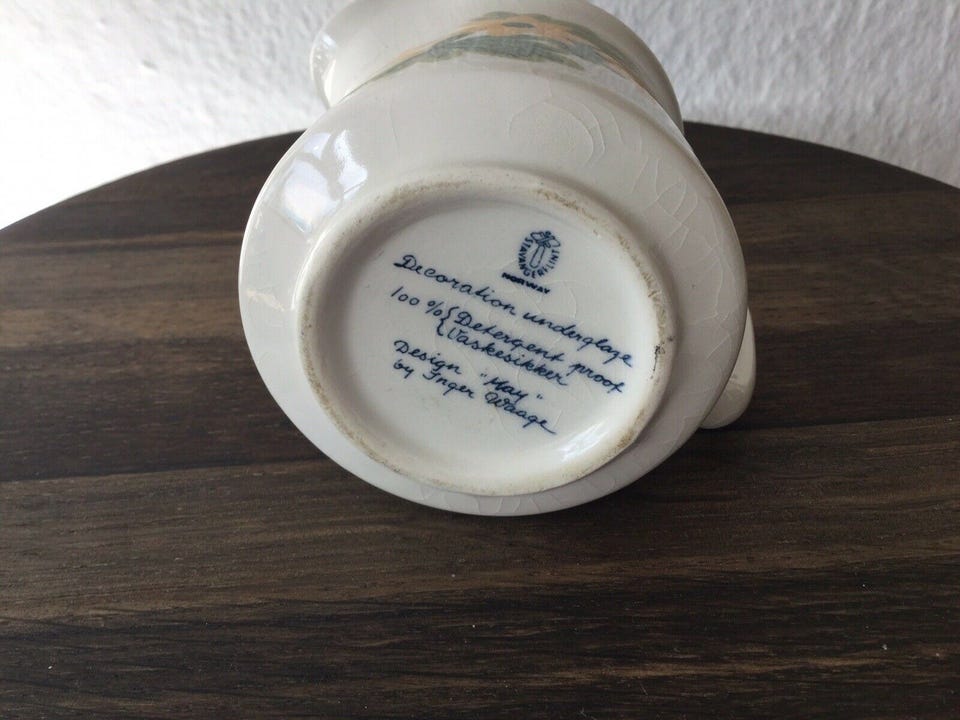 STAVANGERFLINT
NORWAY
Decoration underglaze
100 % { Detergent proof
Vaskesikker
Design "May"
by Inger Waage